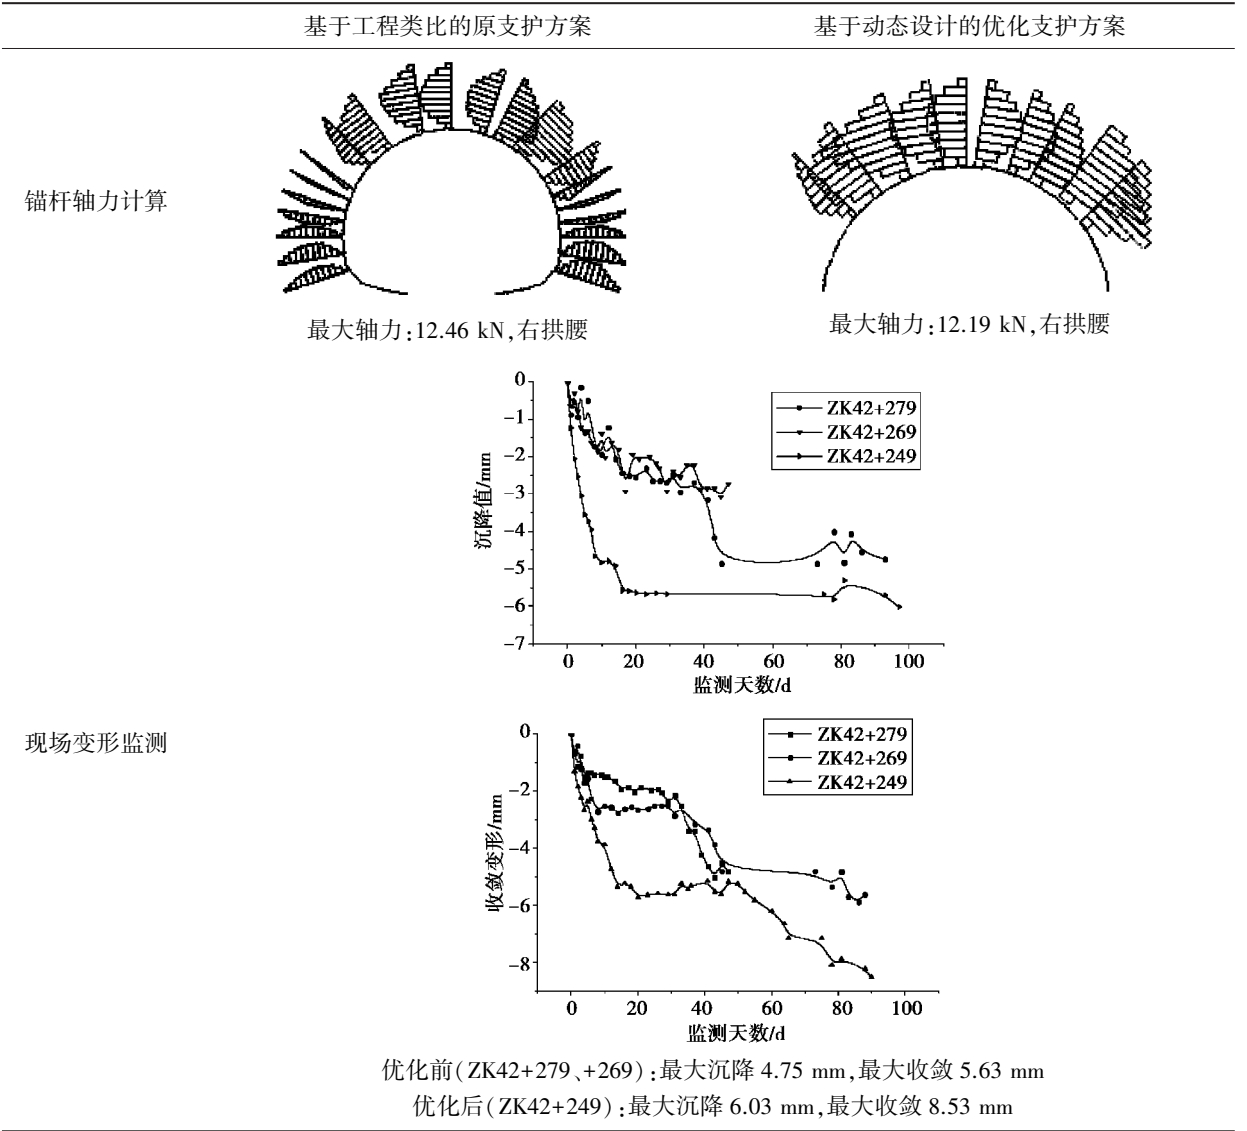 基于工程类比的原支护方案 基于动态设计的优化支护方案
锚杆轴力计算
最大轴力:12.46 kN,右拱腰 最大轴力:12.19 kN,右拱腰
现场变形监测
0
−1
−2
−3
−4
−5
−6
−7
沉降值/mm
ZK42+279
ZK42+269
ZK42+249
0 20 40 60 80 100
监测天数/d
0
−2
−4
−6
−8
收敛变形/mm
ZK42+279
ZK42+269
ZK42+249
0 20 40 60 80 100
监测天数/d
优化前(ZK42+279、+269):最大沉降 4.75 mm,最大收敛 5.63 mm
优化后(ZK42+249):最大沉降 6.03 mm,最大收敛 8.53 mm